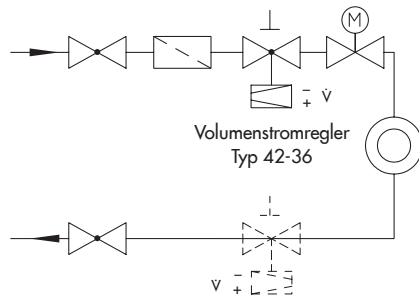 M
− V̇
+
Volumenstromregler
Typ 42-36
V̇ −
+